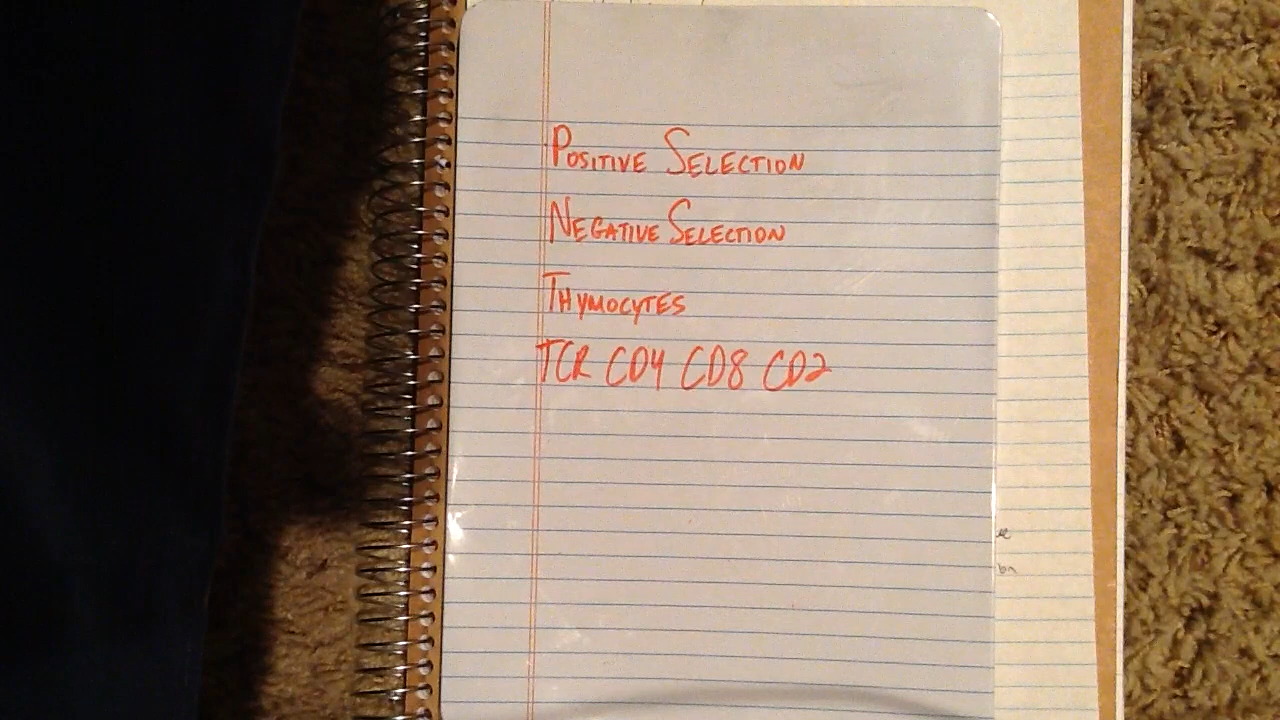 POSITIVE SELECTION
NEGATIVE SELECTION
THYMOCYTES
TCR CD4 CD8 CD2